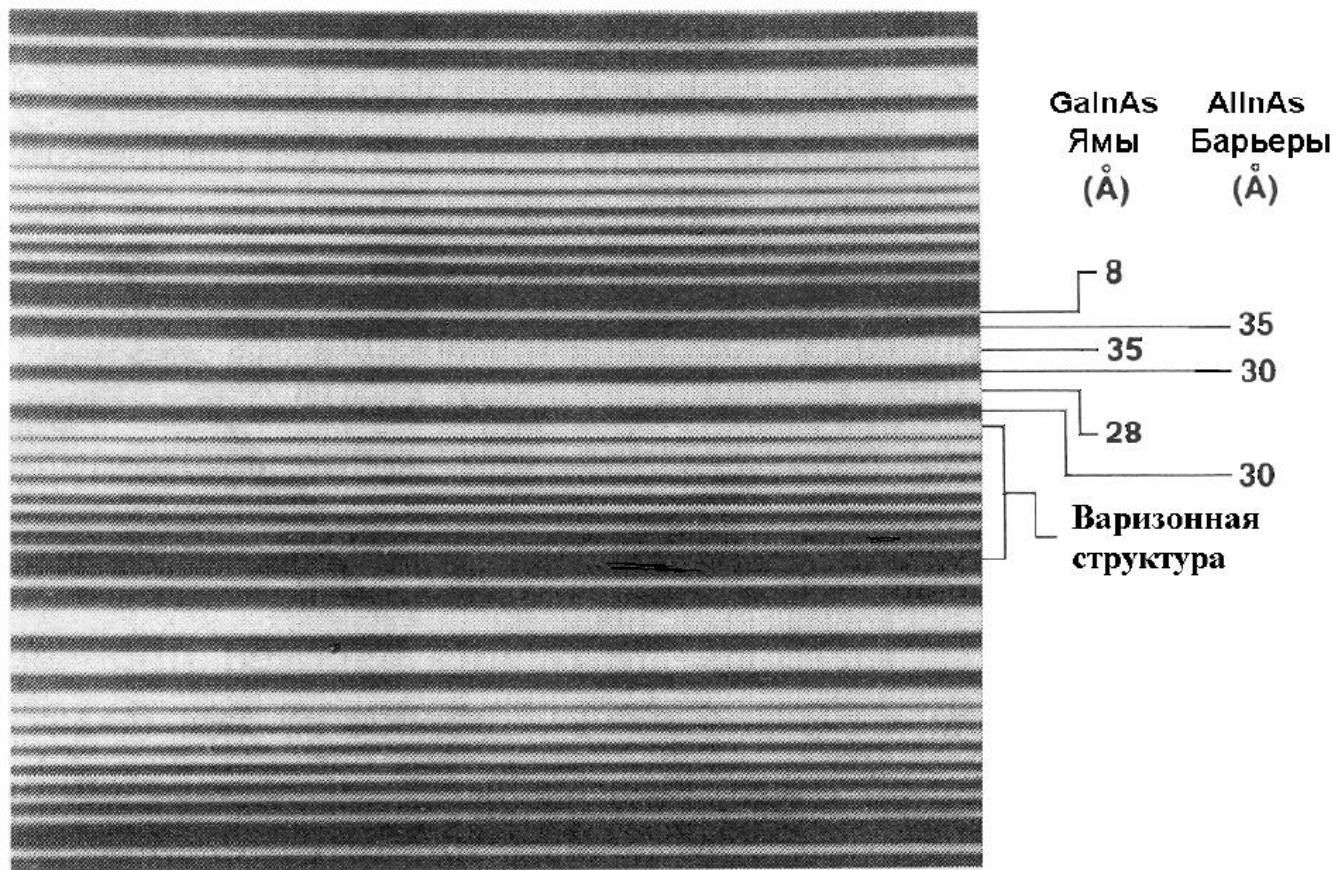 GaInAs AlInAs
Ямы Барьеры
(Å) (Å)
8
35
35
30
28
30
Варизонная
структура